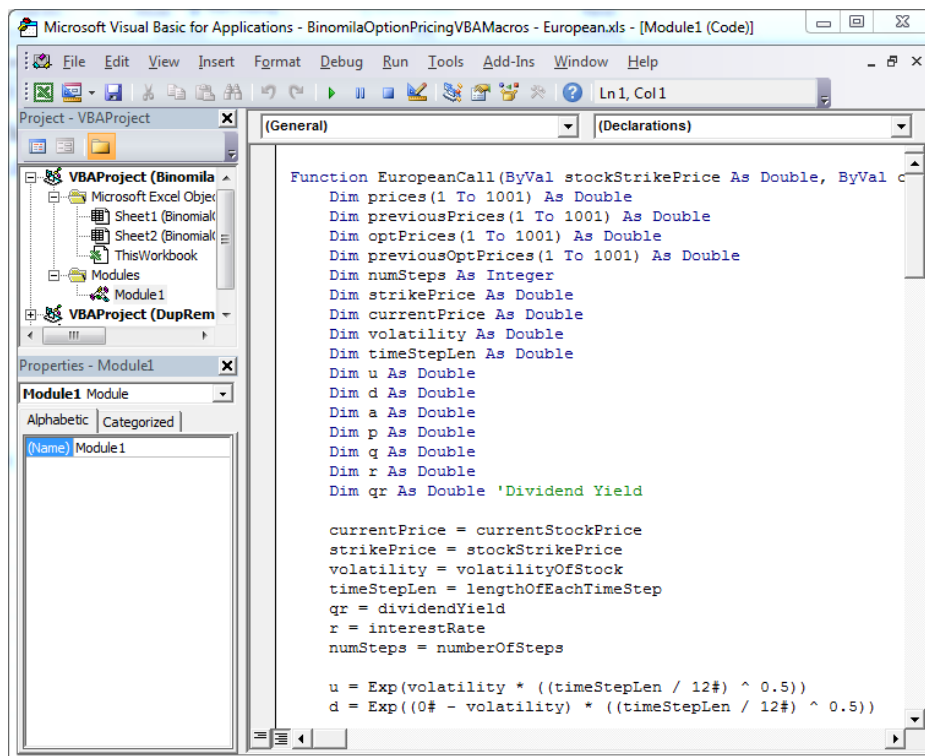 Microsoft Visual Basic for Applications - BinomilaOptionPricingVBAMacros - European.xls - [Module1 (Code)]
File Edit View Insert Format Debug Run Tools Add-Ins Window Help
Ln 1, Col 1
Project - VBAProject
VBAProject (Binomila
Microsoft Excel Objec
Sheet1 (Binomial
Sheet2 (Binomial
ThisWorkbook
Modules
Module1
VBAProject (DupRem
Properties - Module1
Module1 Module
Alphabetic Categorized
(Name) Module1
(General) (Declarations)
Function EuropeanCall(ByVal stockStrikePrice As Double, ByVal c
Dim prices(1 To 1001) As Double
Dim previousPrices(1 To 1001) As Double
Dim optPrices(1 To 1001) As Double
Dim previousOptPrices(1 To 1001) As Double
Dim numSteps As Integer
Dim strikePrice As Double
Dim currentPrice As Double
Dim volatility As Double
Dim timeStepLen As Double
Dim u As Double
Dim d As Double
Dim a As Double
Dim p As Double
Dim q As Double
Dim r As Double
Dim qr As Double 'Dividend Yield
currentPrice = currentStockPrice
strikePrice = stockStrikePrice
volatility = volatilityOfStock
timeStepLen = lengthOfEachTimeStep
qr = dividendYield
r = interestRate
numSteps = numberOfSteps
u = Exp(volatility * ((timeStepLen / 12#) ^ 0.5))
d = Exp((0# - volatility) * ((timeStepLen / 12#) ^ 0.5))